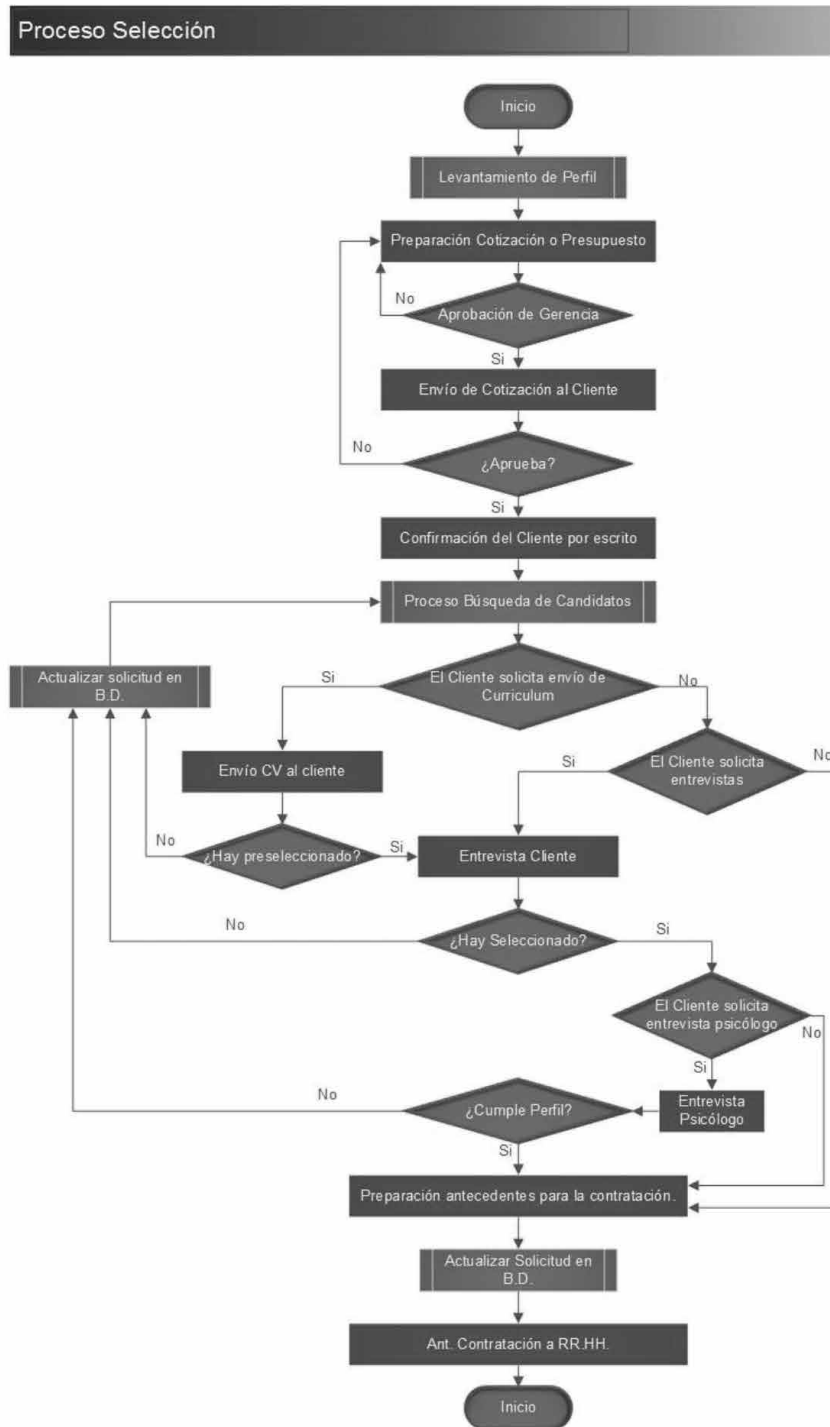 Proceso Selección
Inicio
Levantamiento de Perfil
Preparación Cotización o Presupuesto
No
Aprobación de Gerencia
Si
Envío de Cotización al Cliente
No
¿Aprueba?
Si
Confirmación del Cliente por escrito
Proceso Búsqueda de Candidatos
Actualizar solicitud en
B.D.
Si
El Cliente solicita envío de
Curriculum
No
Envío CV al cliente
Si
El Cliente solicita
entrevistas
No
No
¿Hay preseleccionado?
Si
Entrevista Cliente
No
¿Hay Seleccionado?
Si
El Cliente solicita
entrevista psicólogo
No
Si
No
¿Cumple Perfil?
Entrevista
Psicólogo
Si
Preparación antecedentes para la contratación.
Actualizar Solicitud en
B.D.
Ant. Contratación a RR.HH.
Inicio